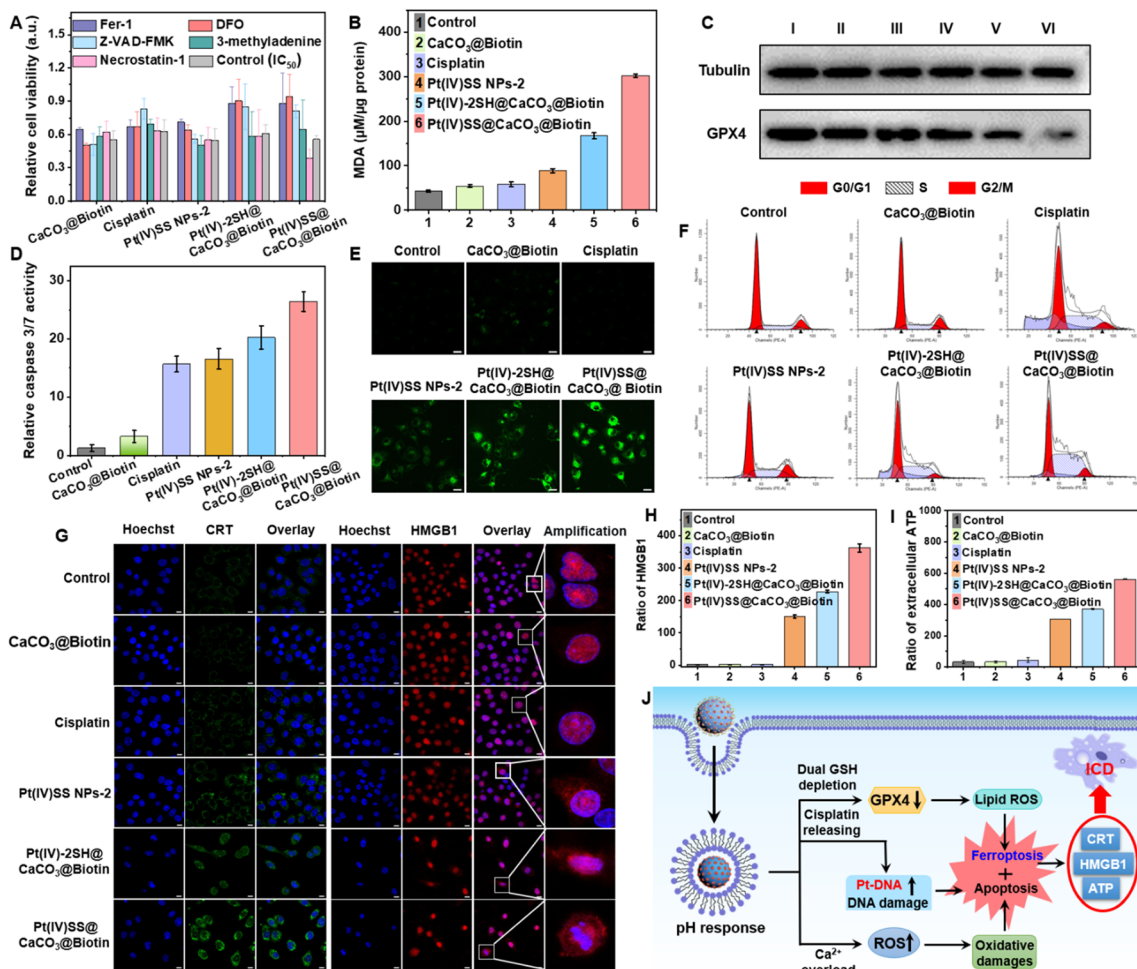 A
Fer-1
DFO
Z-VAD-FMK
3-methyladenine
Necrostatin-1
Control (IC50)
Relative cell viability (a.u.)
1.5
1.2
0.9
0.6
0.3
0.0
CaCO3@Biotin
Cisplatin
Pt(IV)SS NPs-2
Pt(IV)-2SH@
CaCO3@Biotin
Pt(IV)SS@
CaCO3@Biotin
B
1 Control
2 CaCO3@Biotin
3 Cisplatin
4 Pt(IV)SS NPs-2
5 Pt(IV)-2SH@CaCO3@Biotin
6 Pt(IV)SS@CaCO3@Biotin
MDA (μM/μg protein)
400
300
200
100
0
1 2 3 4 5 6
C
I II III IV V VI
Tubulin
GPX4
D
Relative caspase 3/7 activity
30
20
10
0
Control
CaCO3@Biotin
Cisplatin
Pt(IV)SS NPs-2
Pt(IV)-2SH@
CaCO3@Biotin
Pt(IV)SS@
CaCO3@Biotin
E
Control CaCO3@Biotin Cisplatin
Pt(IV)SS NPs-2
Pt(IV)-2SH@
CaCO3@Biotin
Pt(IV)SS@
CaCO3@ Biotin
F
G0/G1 S G2/M
Control CaCO3@Biotin Cisplatin
Pt(IV)SS NPs-2
Pt(IV)-2SH@
CaCO3@Biotin
Pt(IV)SS@
CaCO3@Biotin
Number
Channels (PE-A)
G
Hoechst CRT Overlay Hoechst HMGB1 Overlay Amplification
Control
CaCO3@Biotin
Cisplatin
Pt(IV)SS NPs-2
Pt(IV)-2SH@
CaCO3@Biotin
Pt(IV)SS@
CaCO3@Biotin
H
1 Control
2 CaCO3@Biotin
3 Cisplatin
4 Pt(IV)SS NPs-2
5 Pt(IV)-2SH@CaCO3@Biotin
6 Pt(IV)SS@CaCO3@Biotin
Ratio of HMGB1
400
300
200
100
0
1 2 3 4 5 6
I
1 Control
2 CaCO3@Biotin
3 Cisplatin
4 Pt(IV)SS NPs-2
5 Pt(IV)-2SH@CaCO3@Biotin
6 Pt(IV)SS@CaCO3@Biotin
Ratio of extracellular ATP
1000
800
600
400
200
0
1 2 3 4 5 6
J
ICD
Dual GSH
depletion
GPX4
Lipid ROS
Cisplatin
releasing
CRT
HMGB1
ATP
Ferroptosis
+
Apoptosis
Pt-DNA
DNA damage
pH response
ROS
Oxidative
damages
Ca2+
overload